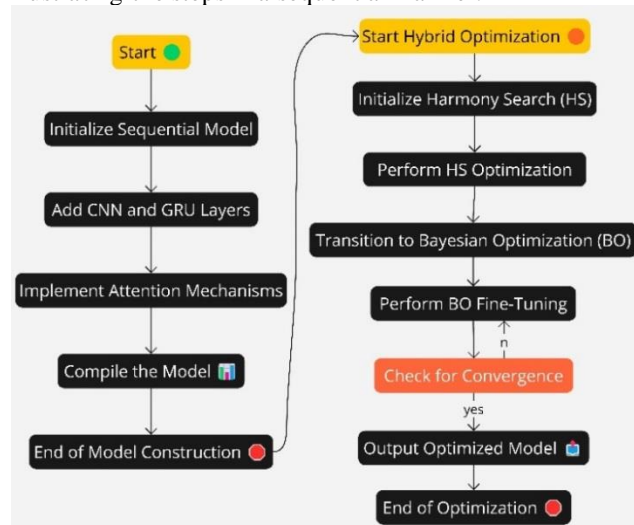 Start
Initialize Sequential Model
Add CNN and GRU Layers
Implement Attention Mechanisms
Compile the Model
End of Model Construction
Start Hybrid Optimization
Initialize Harmony Search (HS)
Perform HS Optimization
Transition to Bayesian Optimization (BO)
Perform BO Fine-Tuning
n
Check for Convergence
yes
Output Optimized Model
End of Optimization